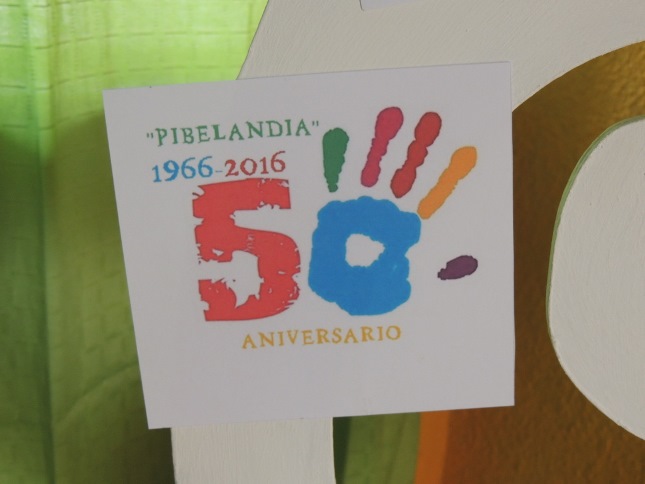 "PIBELANDIA"
1966-2016
50
ANIVERSARIO